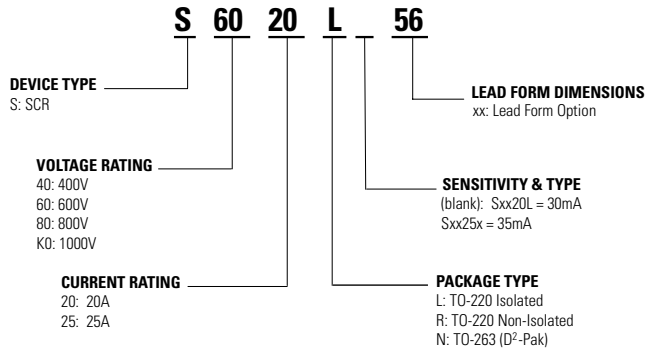 S 60 20 L _ 56
DEVICE TYPE
S: SCR
VOLTAGE RATING
40: 400V
60: 600V
80: 800V
K0: 1000V
CURRENT RATING
20: 20A
25: 25A
LEAD FORM DIMENSIONS
xx: Lead Form Option
SENSITIVITY & TYPE
(blank): Sxx20L = 30mA
Sxx25x = 35mA
PACKAGE TYPE
L: TO-220 Isolated
R: TO-220 Non-Isolated
N: TO-263 (D²-Pak)